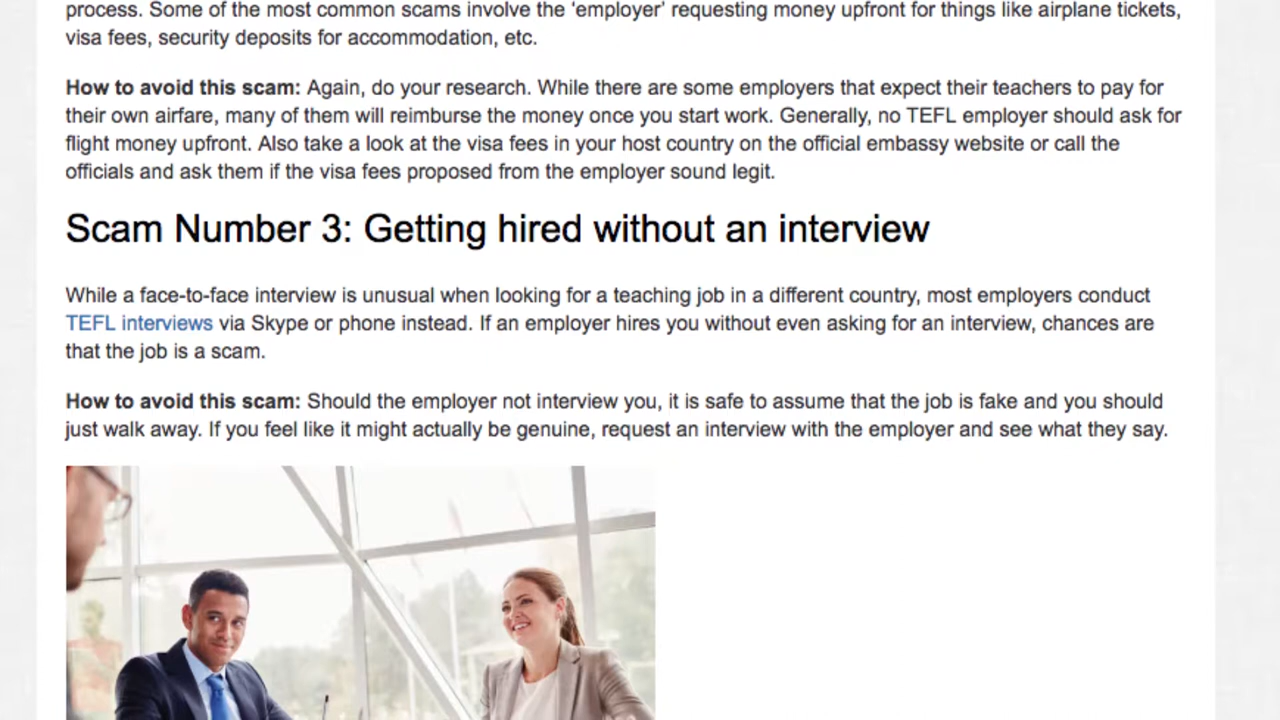 process. Some of the most common scams involve the 'employer' requesting money upfront for things like airplane tickets,
visa fees, security deposits for accommodation, etc.
How to avoid this scam: Again, do your research. While there are some employers that expect their teachers to pay for
their own airfare, many of them will reimburse the money once you start work. Generally, no TEFL employer should ask for
flight money upfront. Also take a look at the visa fees in your host country on the official embassy website or call the
officials and ask them if the visa fees proposed from the employer sound legit.
Scam Number 3: Getting hired without an interview
While a face-to-face interview is unusual when looking for a teaching job in a different country, most employers conduct
TEFL interviews via Skype or phone instead. If an employer hires you without even asking for an interview, chances are
that the job is a scam.
How to avoid this scam: Should the employer not interview you, it is safe to assume that the job is fake and you should
just walk away. If you feel like it might actually be genuine, request an interview with the employer and see what they say.